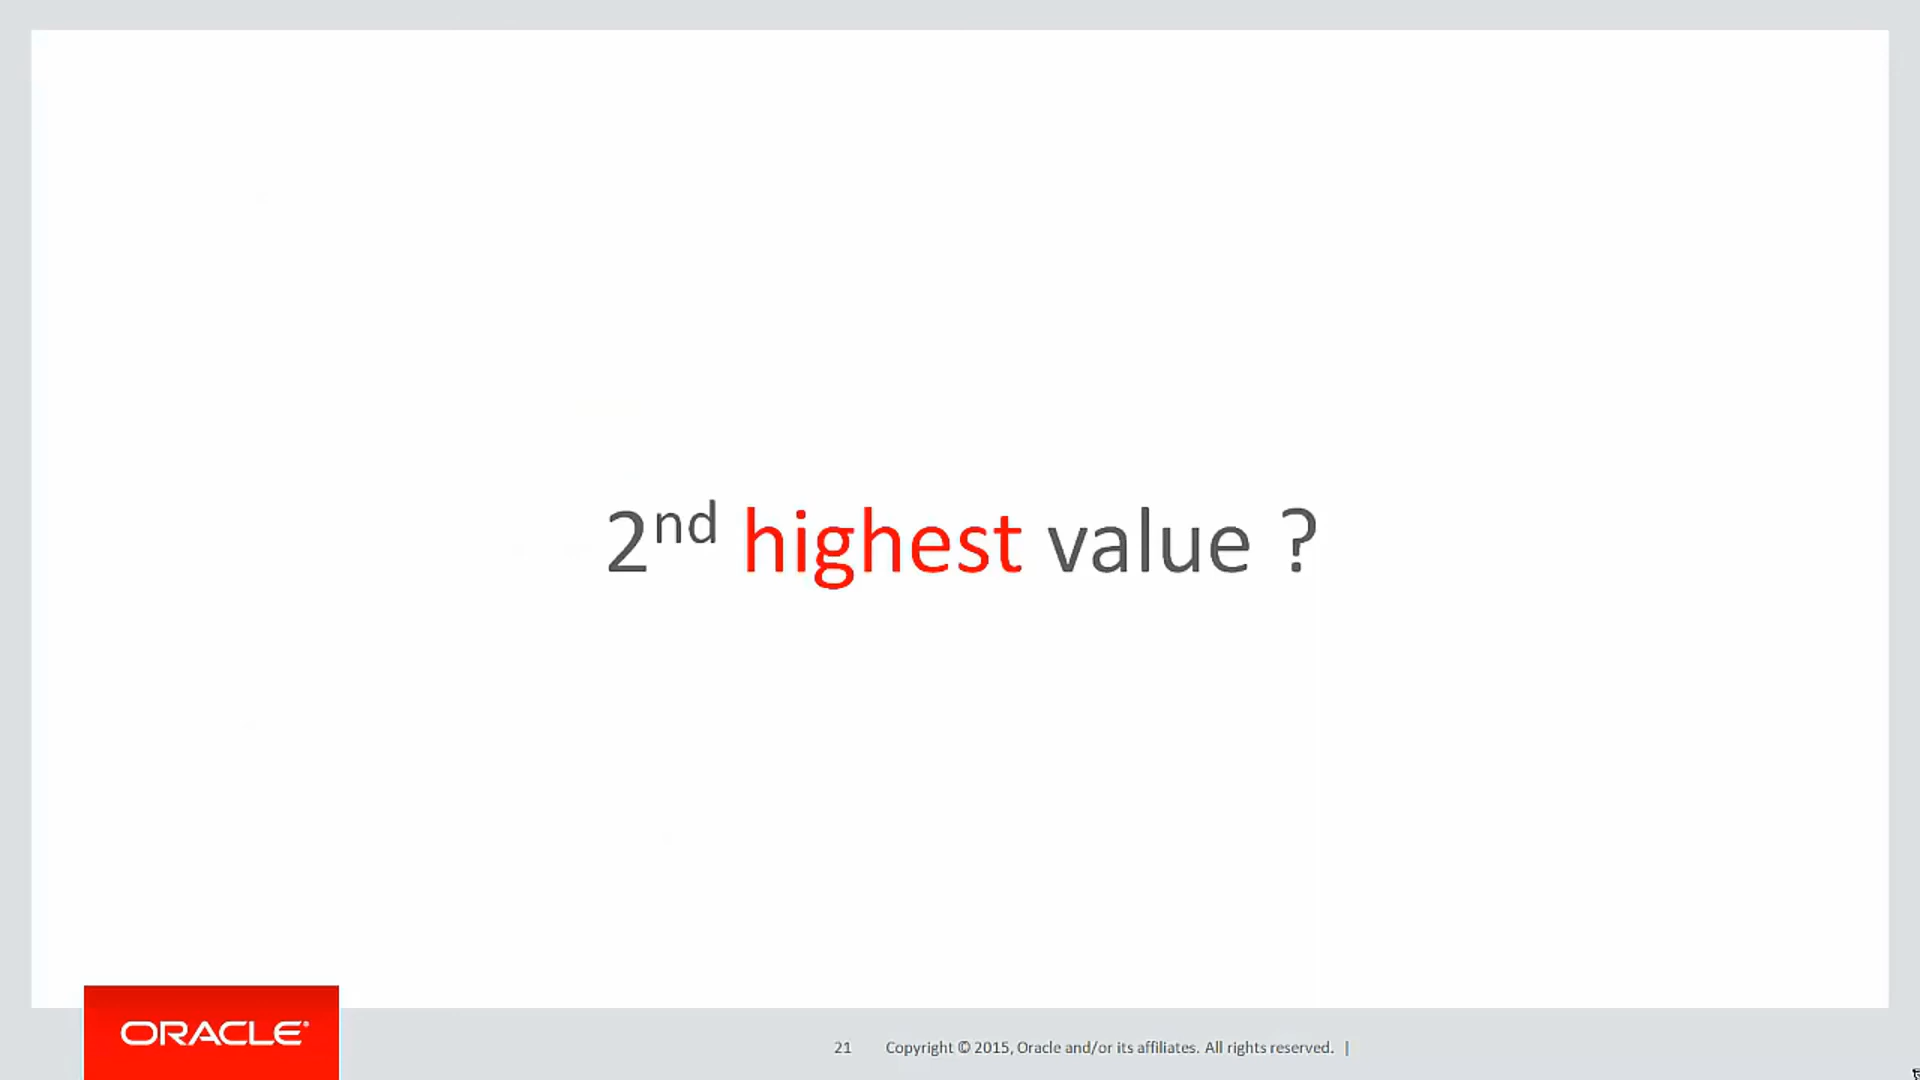 2nd highest value ?
ORACLE
21 Copyright © 2015, Oracle and/or its affiliates. All rights reserved. |